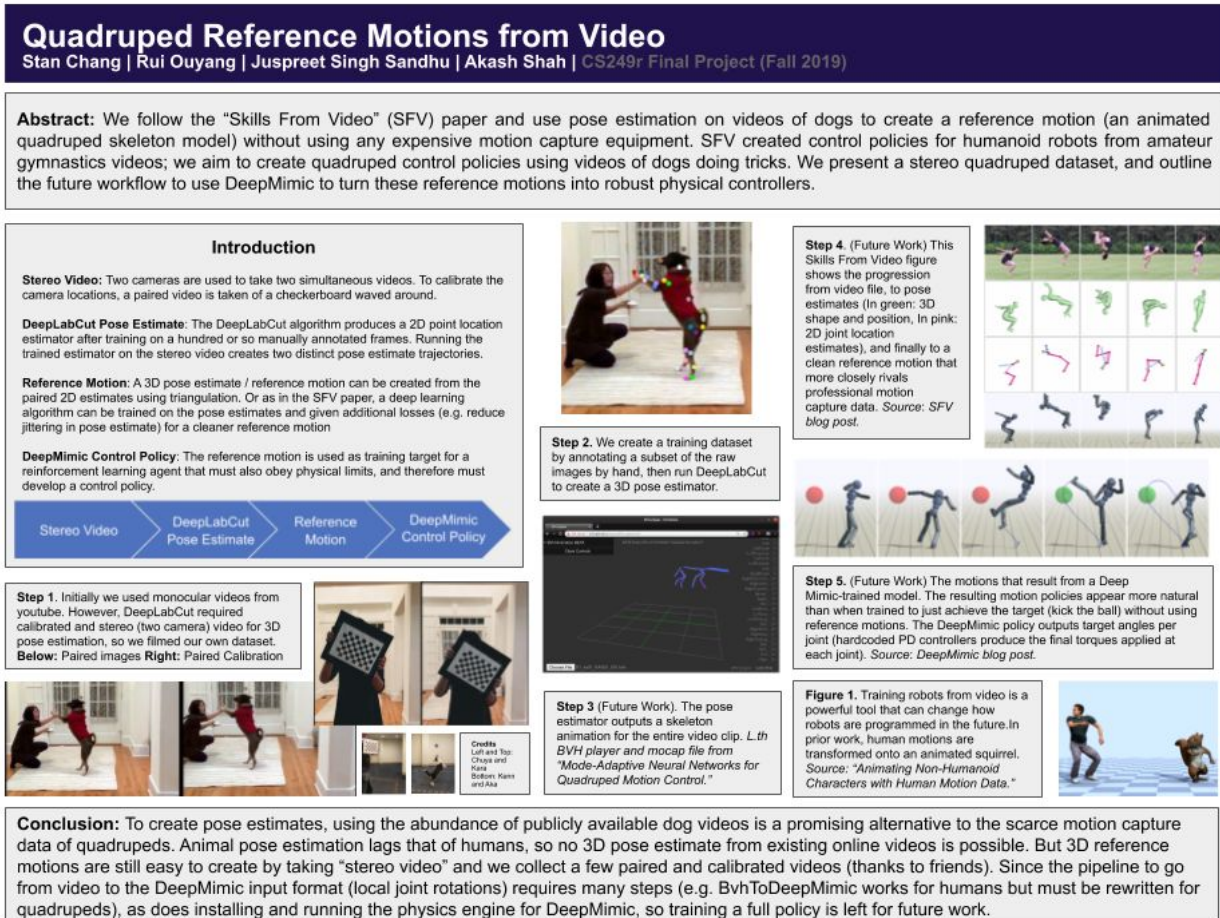 Quadruped Reference Motions from Video
Stan Chang | Rui Ouyang | Juspreet Singh Sandhu | Akash Shah | CS249r Final Project (Fall 2019)
Abstract: We follow the “Skills From Video” (SFV) paper and use pose estimation on videos of dogs to create a reference motion (an animated
quadruped skeleton model) without using any expensive motion capture equipment. SFV created control policies for humanoid robots from amateur
gymnastics videos; we aim to create quadruped control policies using videos of dogs doing tricks. We present a stereo quadruped dataset, and outline
the future workflow to use DeepMimic to turn these reference motions into robust physical controllers.
Introduction
Stereo Video: Two cameras are used to take two simultaneous videos. To calibrate the
camera locations, a paired video is taken of a checkerboard waved around.
DeepLabCut Pose Estimate: The DeepLabCut algorithm produces a 2D point location
estimator after training on a hundred or so manually annotated frames. Running the
trained estimator on the stereo video creates two distinct pose estimate trajectories.
Reference Motion: A 3D pose estimate / reference motion can be created from the
paired 2D estimates using triangulation. Or as in the SFV paper, a deep learning
algorithm can be trained on the pose estimates and given additional losses (e.g. reduce
jittering in pose estimate) for a cleaner reference motion
DeepMimic Control Policy: The reference motion is used as training target for a
reinforcement learning agent that must also obey physical limits, and therefore must
develop a control policy.
Stereo Video
DeepLabCut
Pose Estimate
Reference
Motion
DeepMimic
Control Policy
Step 1. Initially we used monocular videos from
youtube. However, DeepLabCut required
calibrated and stereo (two camera) video for 3D
pose estimation, so we filmed our own dataset.
Below: Paired images Right: Paired Calibration
Credits
Left and Top:
Chuya and
Kara
Bottom: Kann
and Aka
Step 2. We create a training dataset
by annotating a subset of the raw
images by hand, then run DeepLabCut
to create a 3D pose estimator.
Choose File
Step 3 (Future Work). The pose
estimator outputs a skeleton
animation for the entire video clip. L.th
BVH player and mocap file from
“Mode-Adaptive Neural Networks for
Quadruped Motion Control.”
Step 4. (Future Work) This
Skills From Video figure
shows the progression
from video file, to pose
estimates (In green: 3D
shape and position, In pink:
2D joint location
estimates), and finally to a
clean reference motion that
more closely rivals
professional motion
capture data. Source: SFV
blog post.
Step 5. (Future Work) The motions that result from a Deep
Mimic-trained model. The resulting motion policies appear more natural
than when trained to just achieve the target (kick the ball) without using
reference motions. The DeepMimic policy outputs target angles per
joint (hardcoded PD controllers produce the final torques applied at
each joint). Source: DeepMimic blog post.
Figure 1. Training robots from video is a
powerful tool that can change how
robots are programmed in the future.In
prior work, human motions are
transformed onto an animated squirrel.
Source: “Animating Non-Humanoid
Characters with Human Motion Data.”
Conclusion: To create pose estimates, using the abundance of publicly available dog videos is a promising alternative to the scarce motion capture
data of quadrupeds. Animal pose estimation lags that of humans, so no 3D pose estimate from existing online videos is possible. But 3D reference
motions are still easy to create by taking “stereo video” and we collect a few paired and calibrated videos (thanks to friends). Since the pipeline to go
from video to the DeepMimic input format (local joint rotations) requires many steps (e.g. BvhToDeepMimic works for humans but must be rewritten for
quadrupeds), as does installing and running the physics engine for DeepMimic, so training a full policy is left for future work.